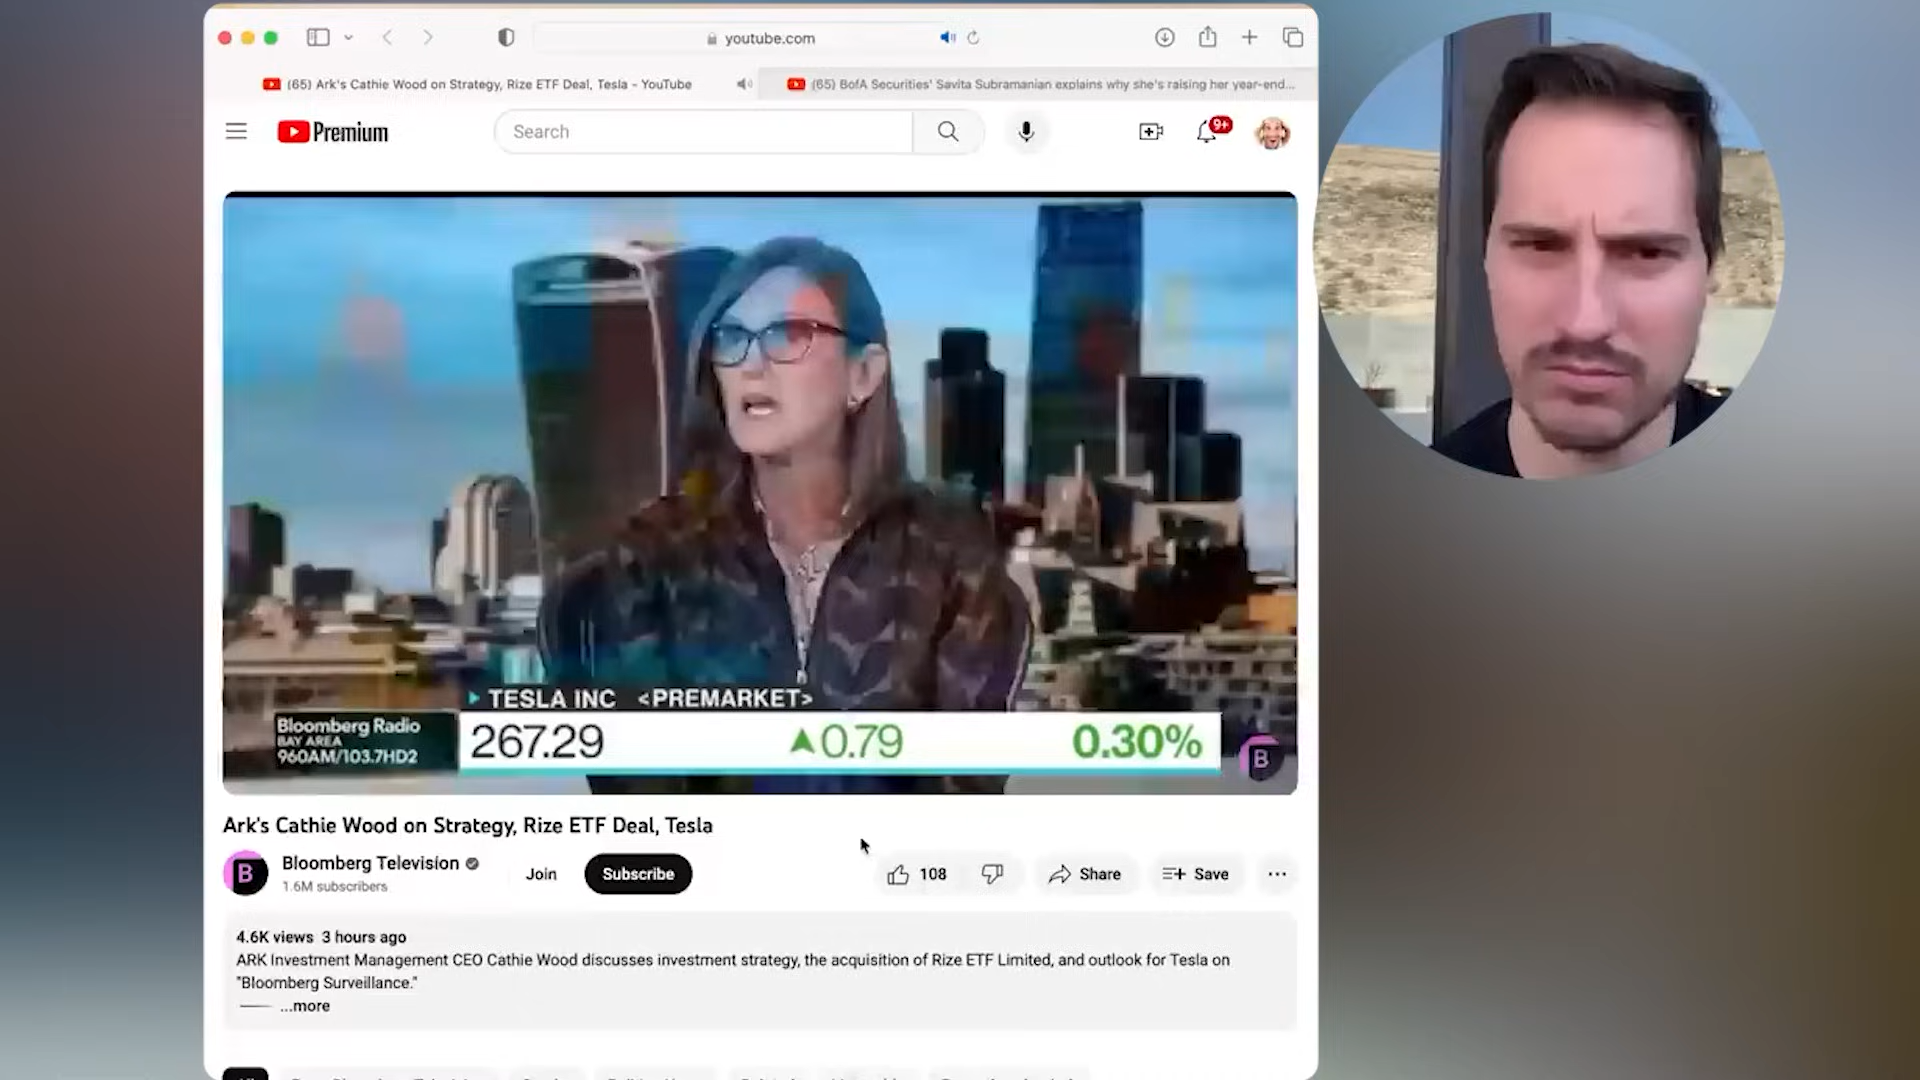 youtube.com
(65) Ark's Cathie Wood on Strategy, Rize ETF Deal, Tesla - YouTube
(65) BofA Securities' Savita Subramanian explains why she's raising her year-end...
Premium
Search
9+
TESLA INC <PREMARKET>
Bloomberg Radio
BAY AREA
960AM/103.7HD2
267.29 ▲0.79 0.30%
B
Ark's Cathie Wood on Strategy, Rize ETF Deal, Tesla
B
Bloomberg Television
1.6M subscribers
Join
Subscribe
108
Share
Save
4.6K views 3 hours ago
ARK Investment Management CEO Cathie Wood discusses investment strategy, the acquisition of Rize ETF Limited, and outlook for Tesla on
"Bloomberg Surveillance."
...more